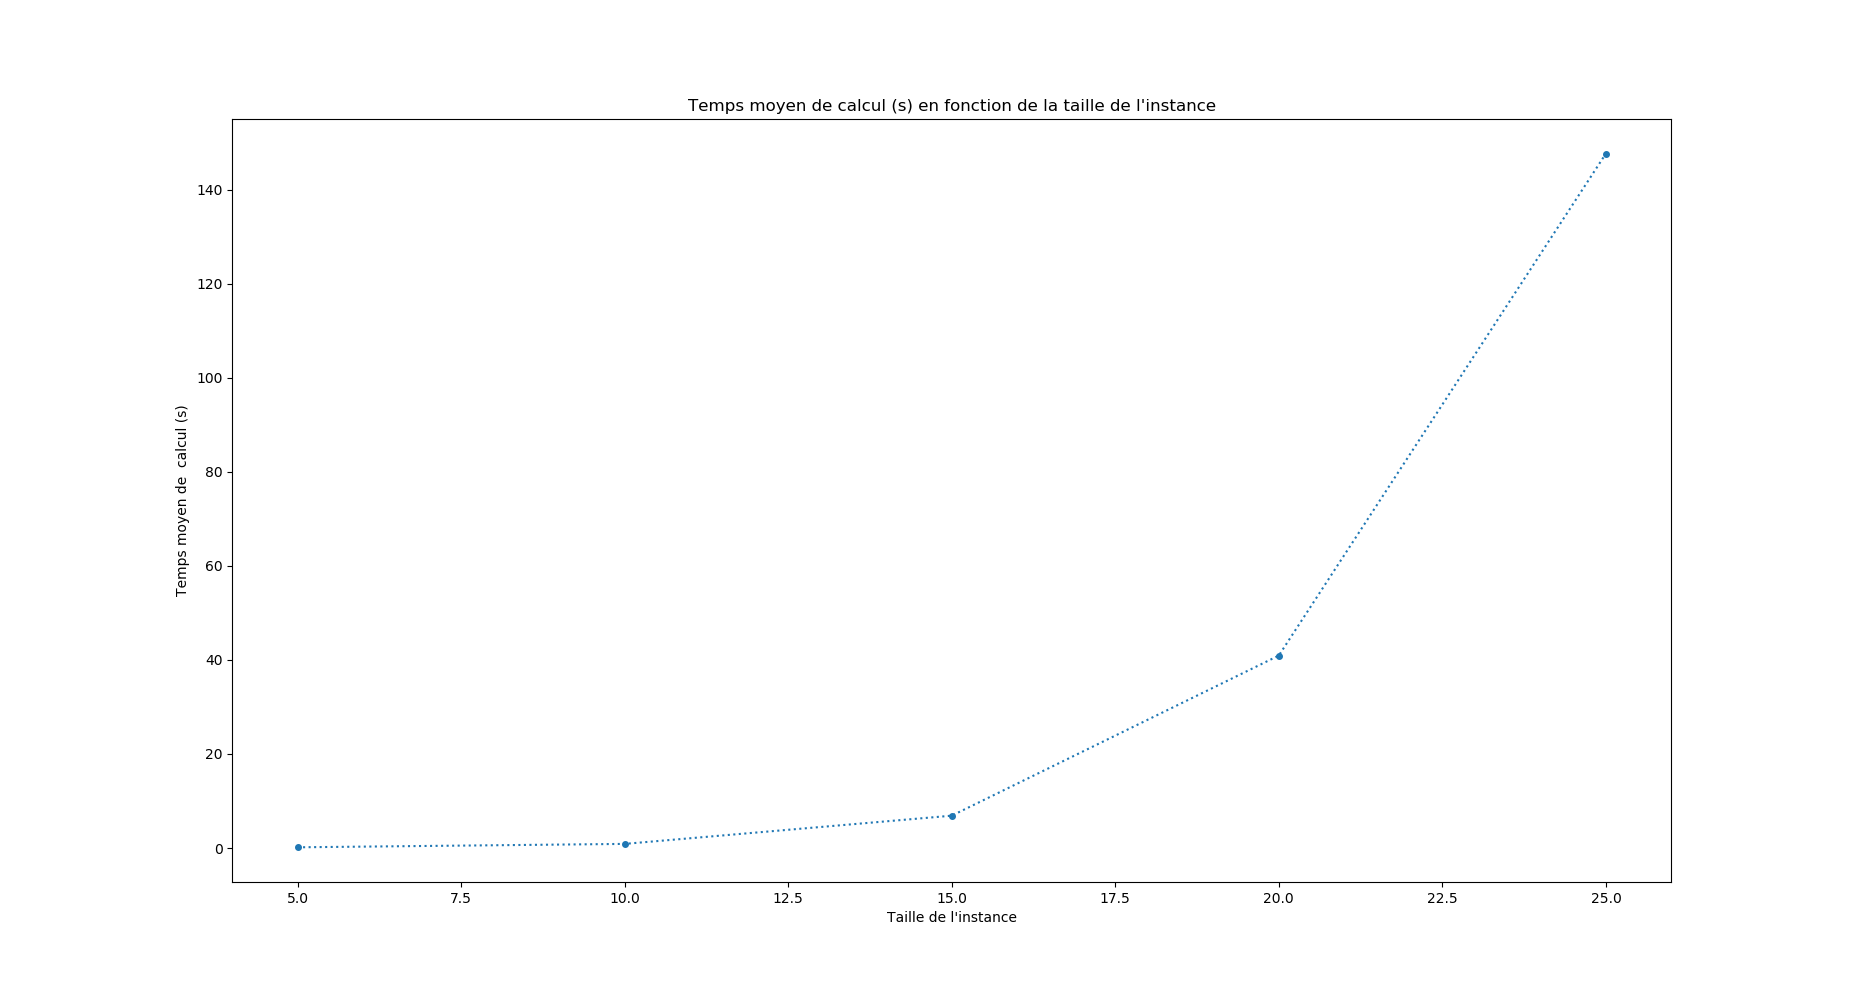 Temps moyen de calcul (s) en fonction de la taille de l'instance
140
120
100
80
60
40
20
0
Temps moyen de  calcul (s)
5.0 7.5 10.0 12.5 15.0 17.5 20.0 22.5 25.0
Taille de l'instance